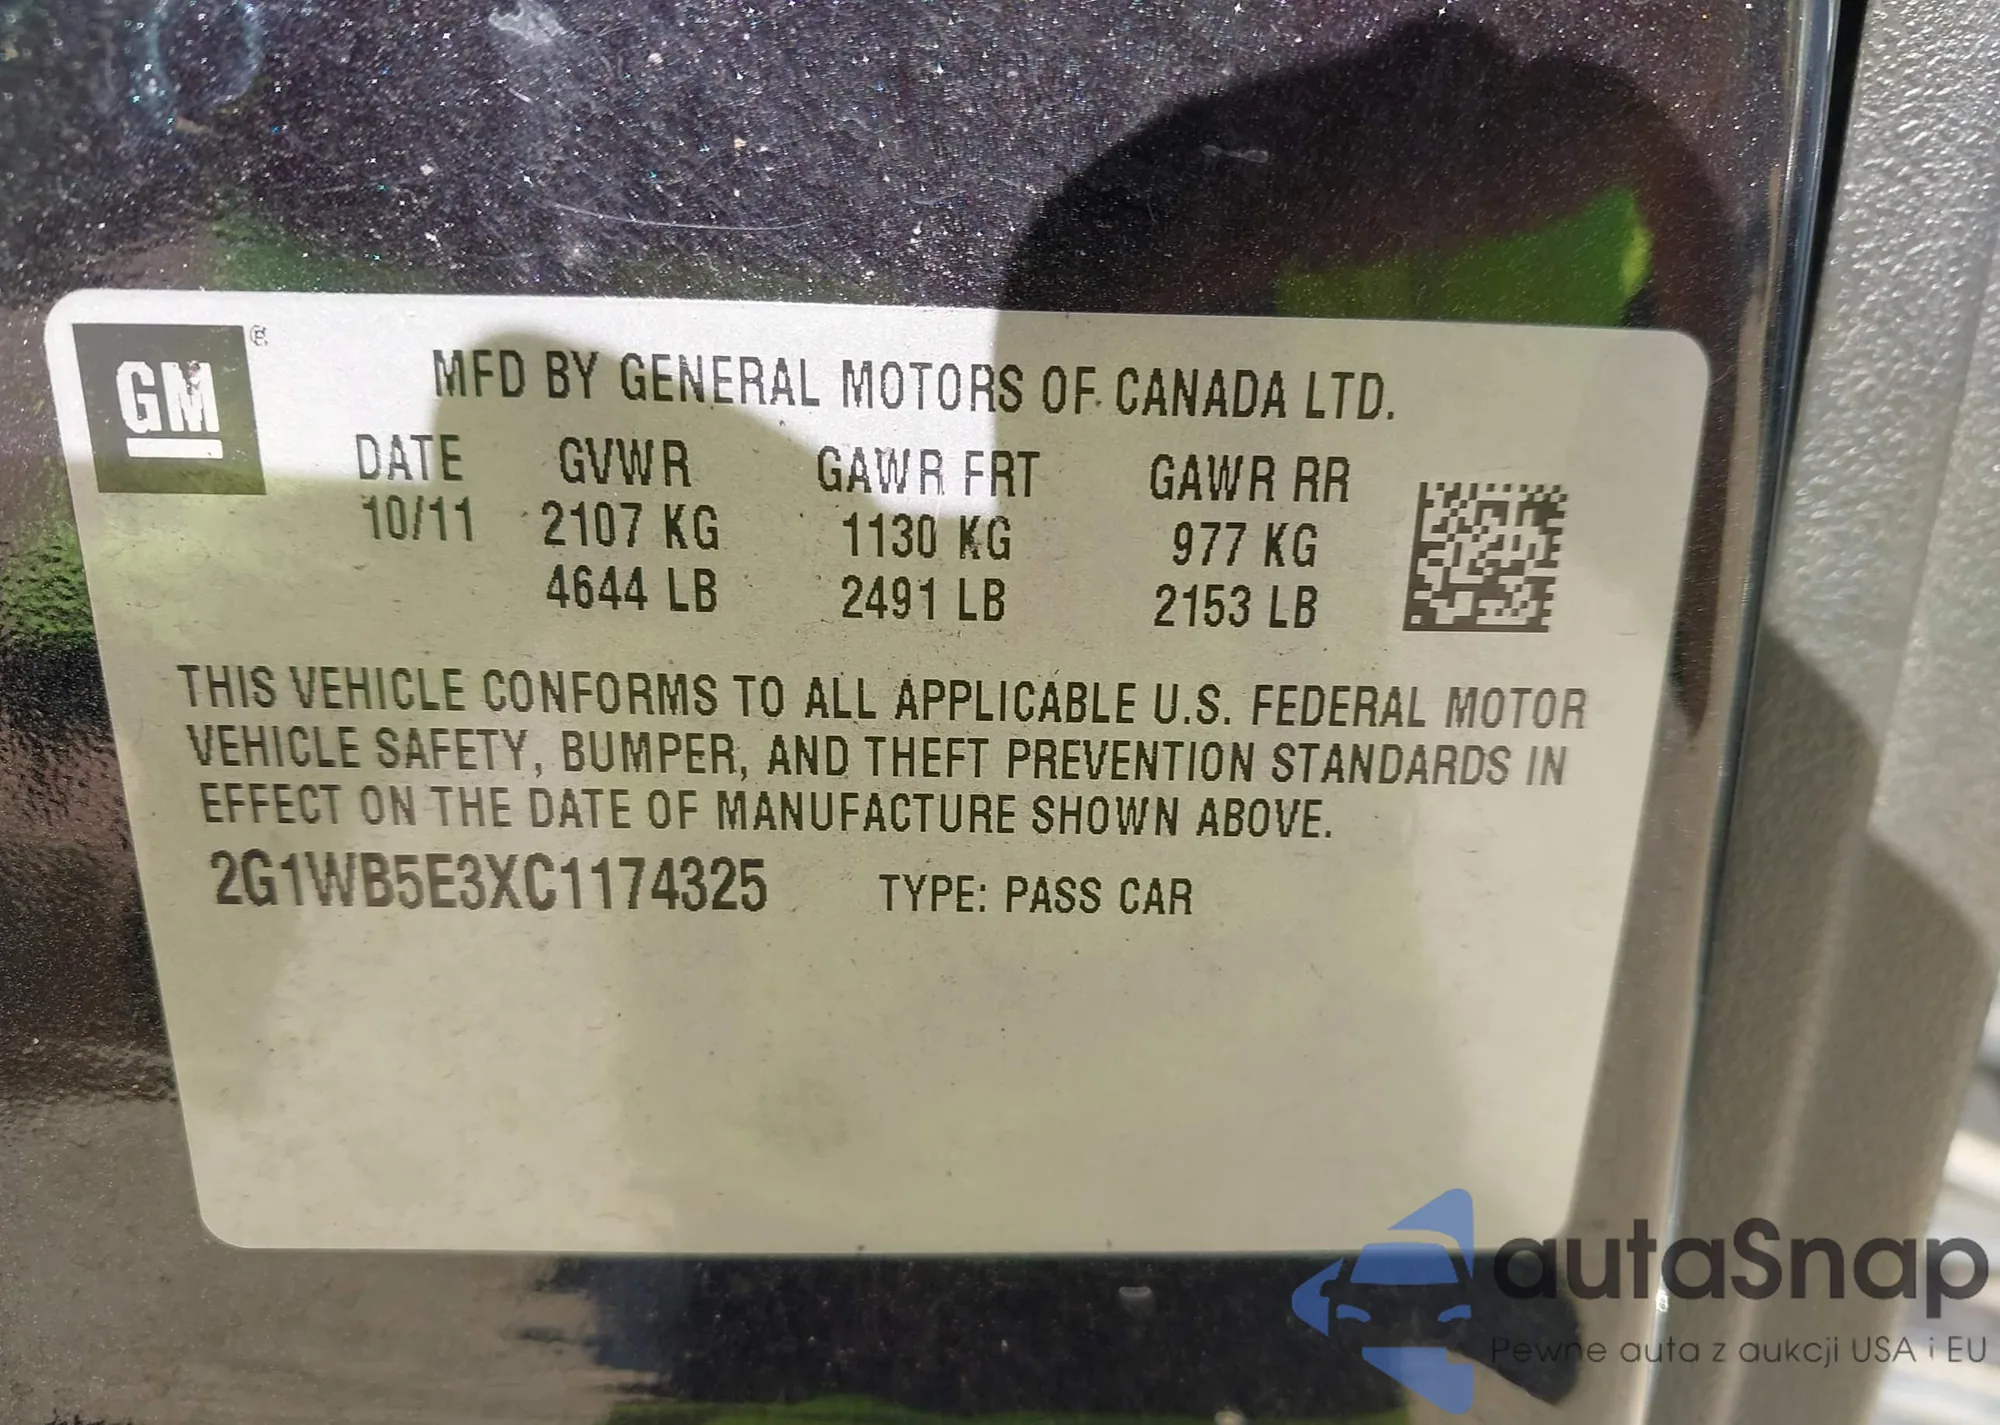 GM ®
MFD BY GENERAL MOTORS OF CANADA LTD.
DATE GVWR GAWR FRT GAWR RR
10/11 2107 KG 1130 KG 977 KG
4644 LB 2491 LB 2153 LB
THIS VEHICLE CONFORMS TO ALL APPLICABLE U.S. FEDERAL MOTOR
VEHICLE SAFETY, BUMPER, AND THEFT PREVENTION STANDARDS IN
EFFECT ON THE DATE OF MANUFACTURE SHOWN ABOVE.
2G1WB5E3XC1174325 TYPE: PASS CAR
autaSnap
Pewne auta z aukcji USA i EU